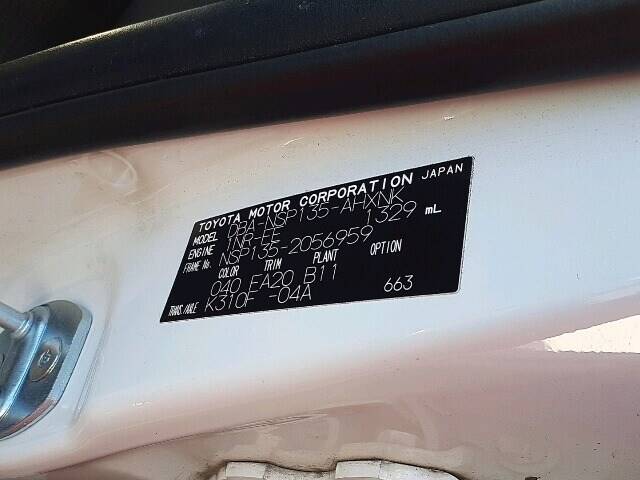 TOYOTA MOTOR CORPORATION JAPAN
MODEL DBA-NSP135-AHXNK
ENGINE 1NR-FE 1329 mL
FRAME No. NSP135-2056959
COLOR TRIM PLANT OPTION
040 FA20 B11
TRANS./AXLE K310F -04A 663